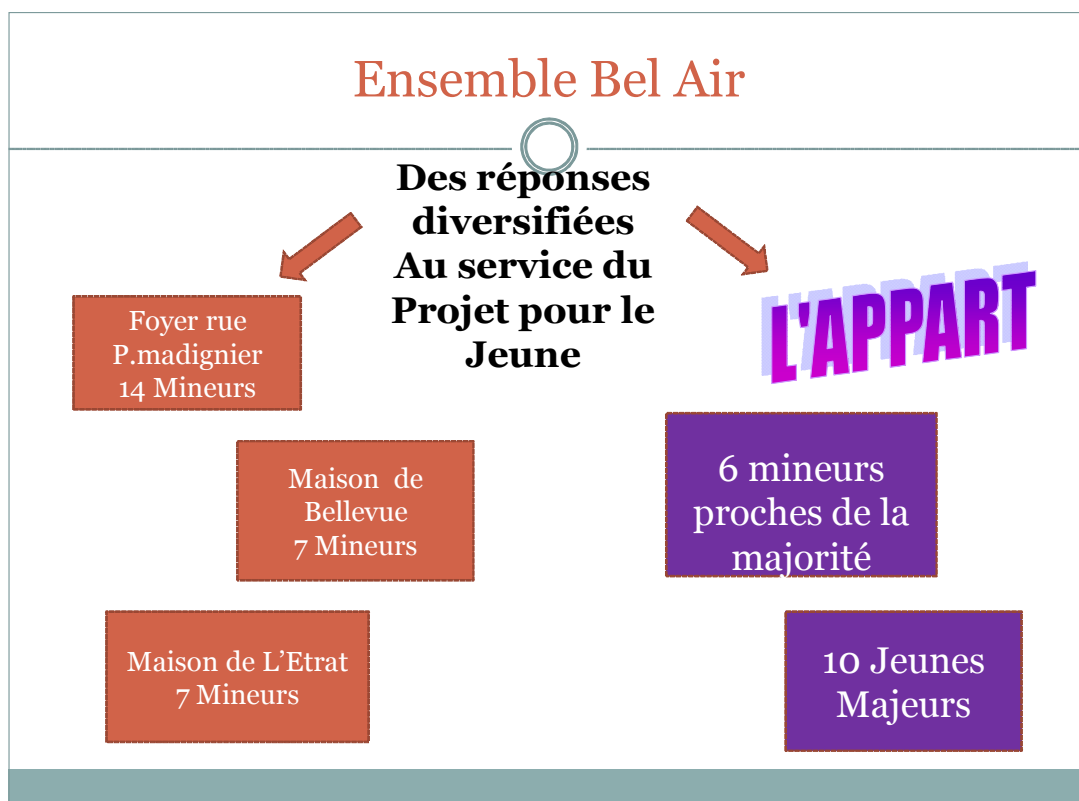 Ensemble Bel Air
Des réponses
diversifiées
Au service du
Projet pour le
Jeune
Foyer rue
P.madignier
14 Mineurs
Maison de
Bellevue
7 Mineurs
Maison de L’Etrat
7 Mineurs
L'APPART
6 mineurs
proches de la
majorité
10 Jeunes
Majeurs